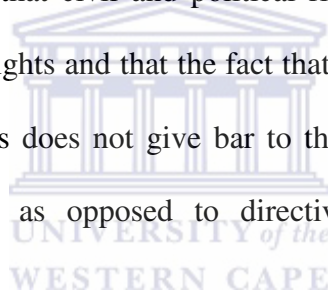 that civil and political
ights and that the fact that
s does not give bar to th
as opposed to directiv
UNIVERSITY of the
WESTERN CAPE